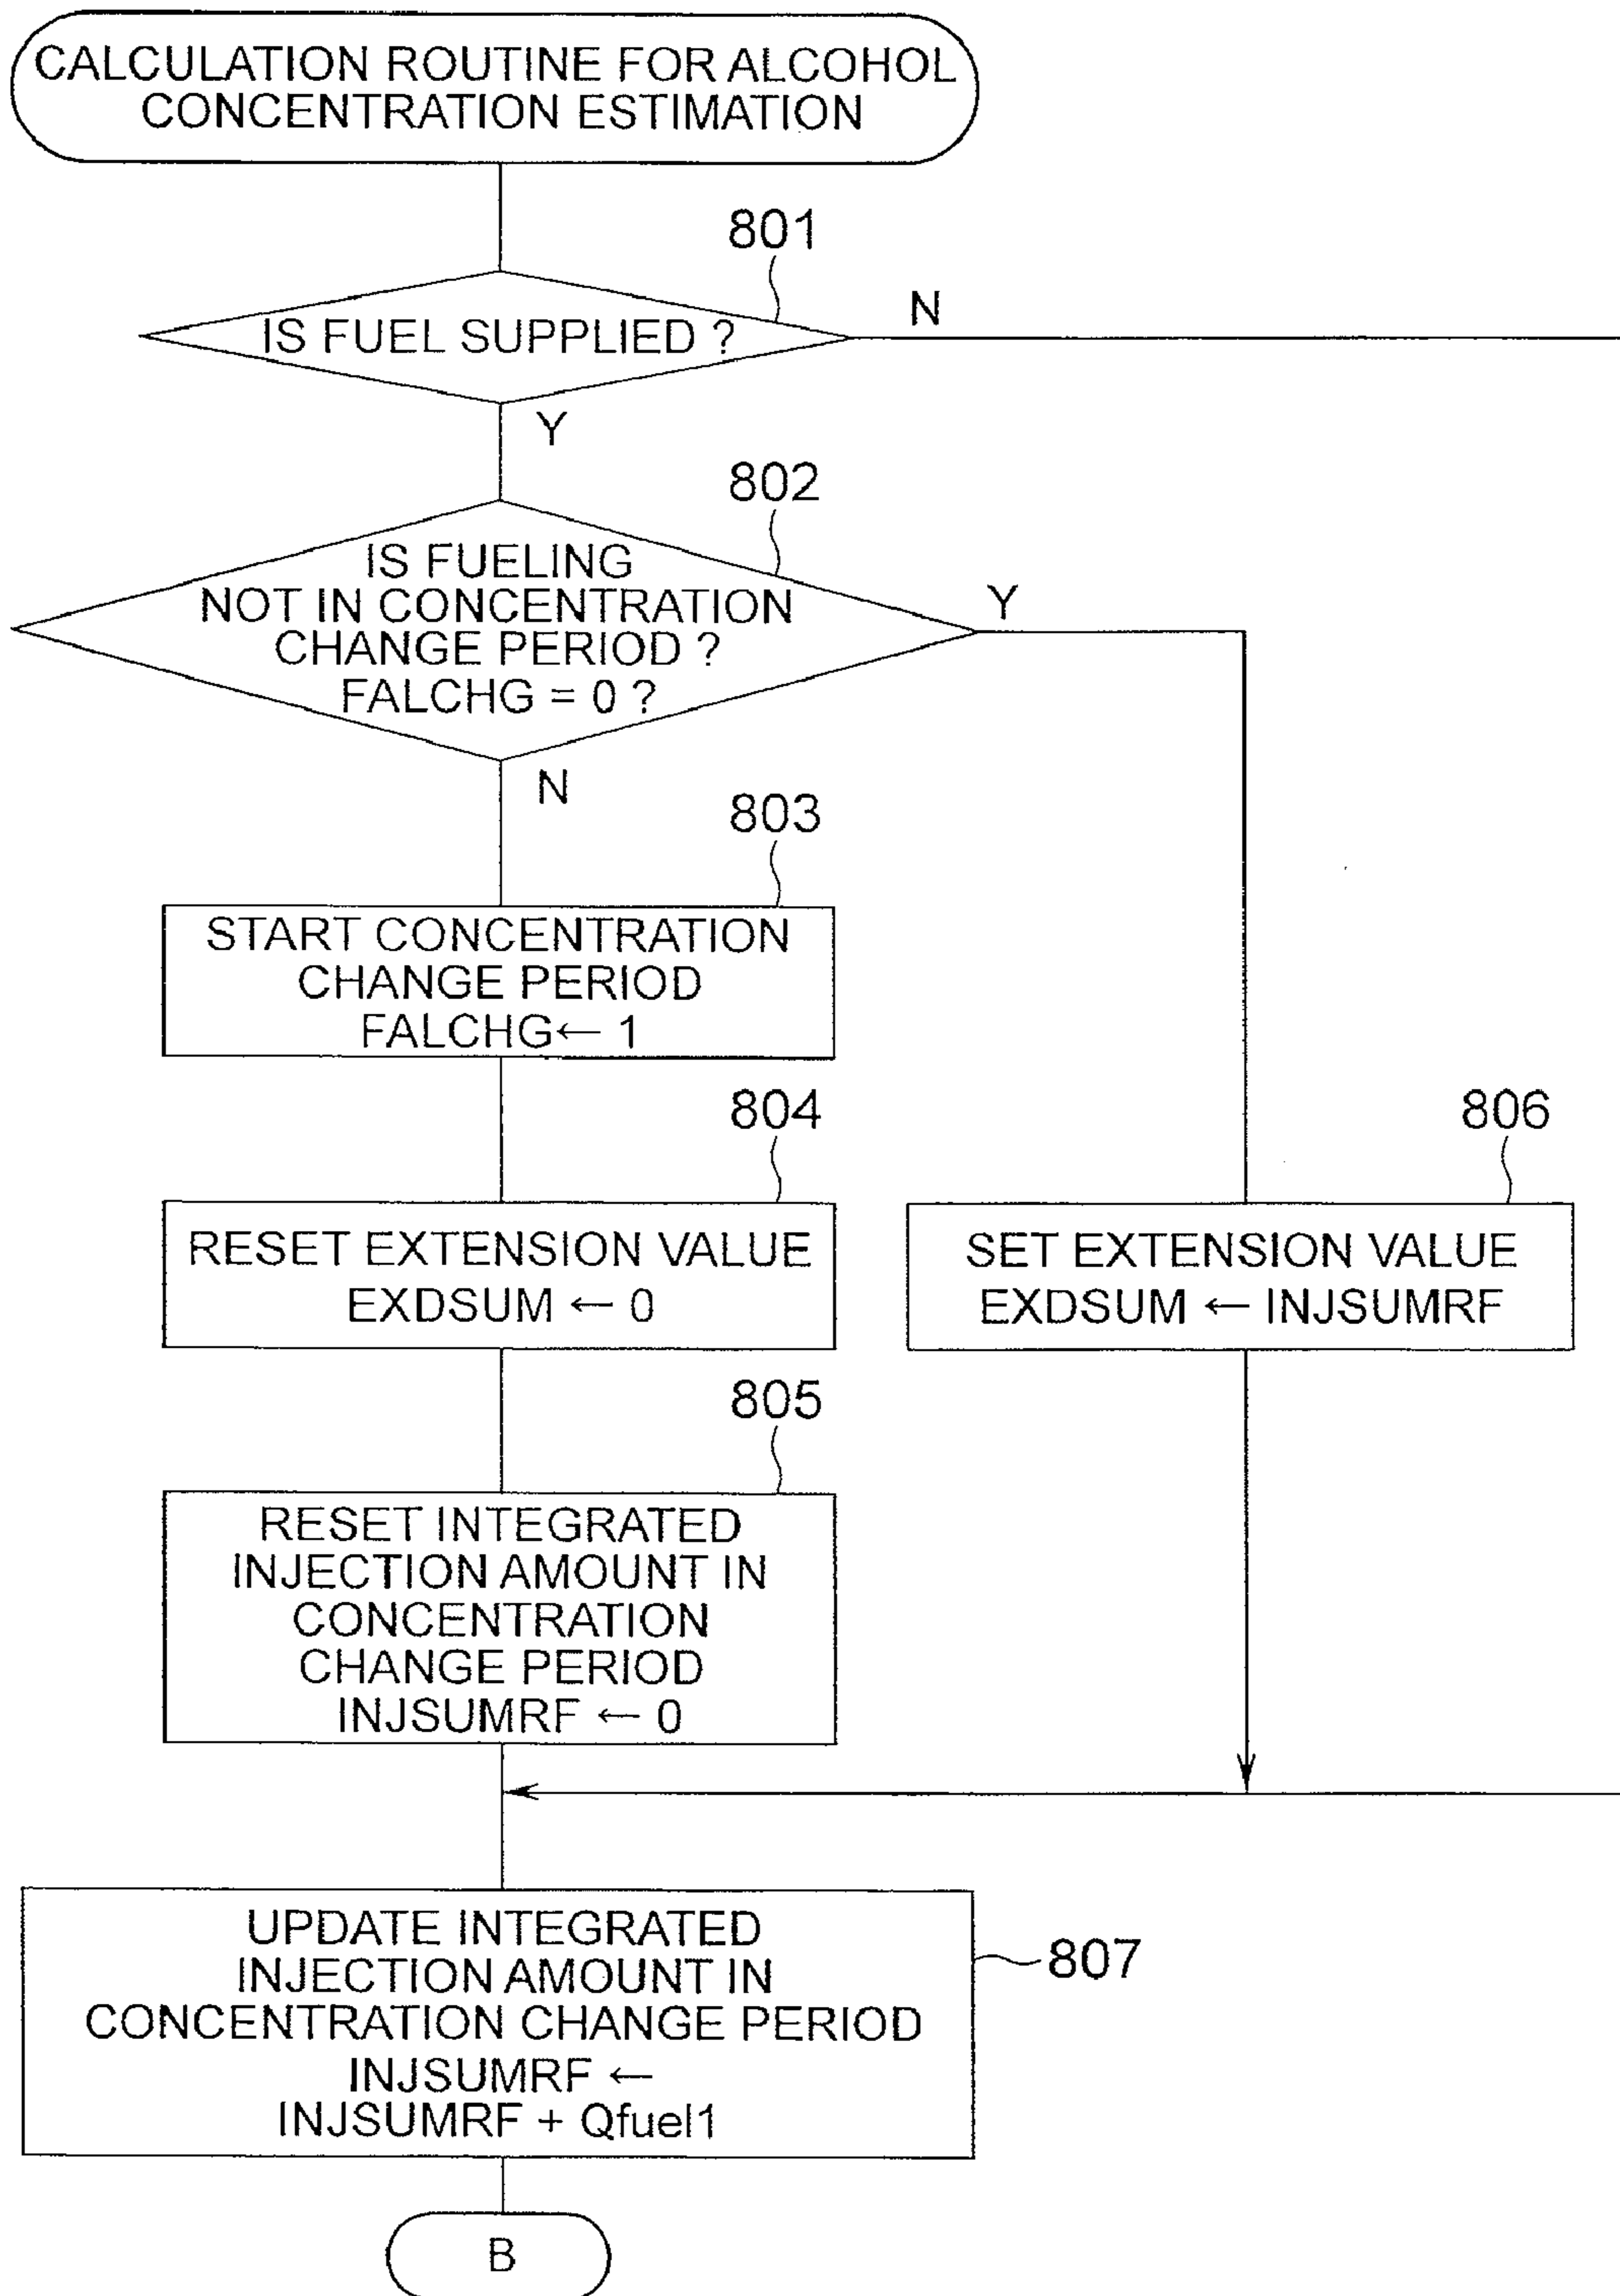 CALCULATION ROUTINE FOR ALCOHOL
CONCENTRATION ESTIMATION
801
IS FUEL SUPPLIED ?
N
Y
802
IS FUELING
NOT IN CONCENTRATION
CHANGE PERIOD ?
FALCHG = 0 ?
Y
N
803
START CONCENTRATION
CHANGE PERIOD
FALCHG ← 1
804
RESET EXTENSION VALUE
EXDSUM ← 0
806
SET EXTENSION VALUE
EXDSUM ← INJSUMRF
805
RESET INTEGRATED
INJECTION AMOUNT IN
CONCENTRATION
CHANGE PERIOD
INJSUMRF ← 0
807
UPDATE INTEGRATED
INJECTION AMOUNT IN
CONCENTRATION CHANGE PERIOD
INJSUMRF ←
INJSUMRF + Qfuel1
B